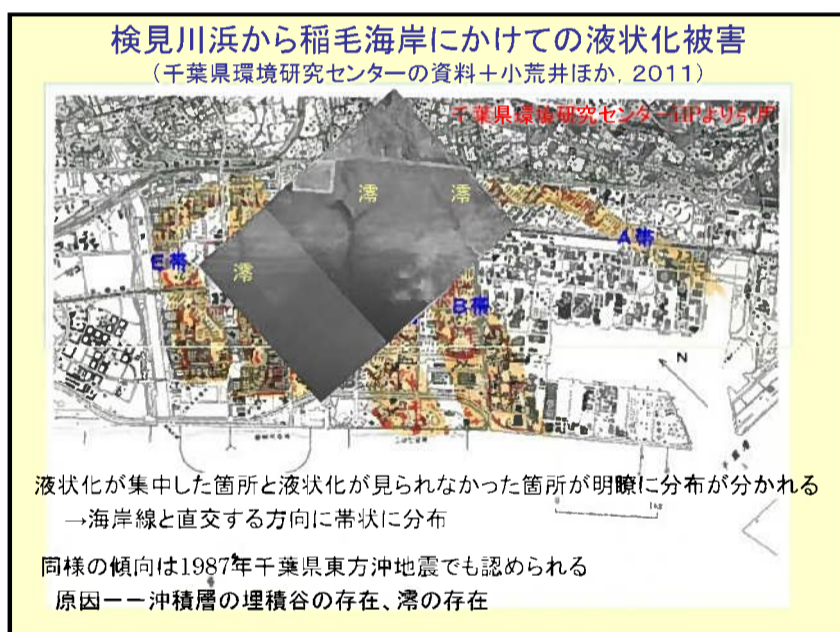 検見川浜から稲毛海岸にかけての液状化被害
(千葉県環境研究センターの資料+小荒井ほか, 2011)
千葉県環境研究センターHPより引用
澪
澪
A帯
E帯
澪
B帯
N
液状化が集中した箇所と液状化が見られなかった箇所が明瞭に分布が分かれる
→海岸線と直交する方向に帯状に分布
同様の傾向は1987年千葉県東方沖地震でも認められる
原因ーー沖積層の埋積谷の存在、澪の存在